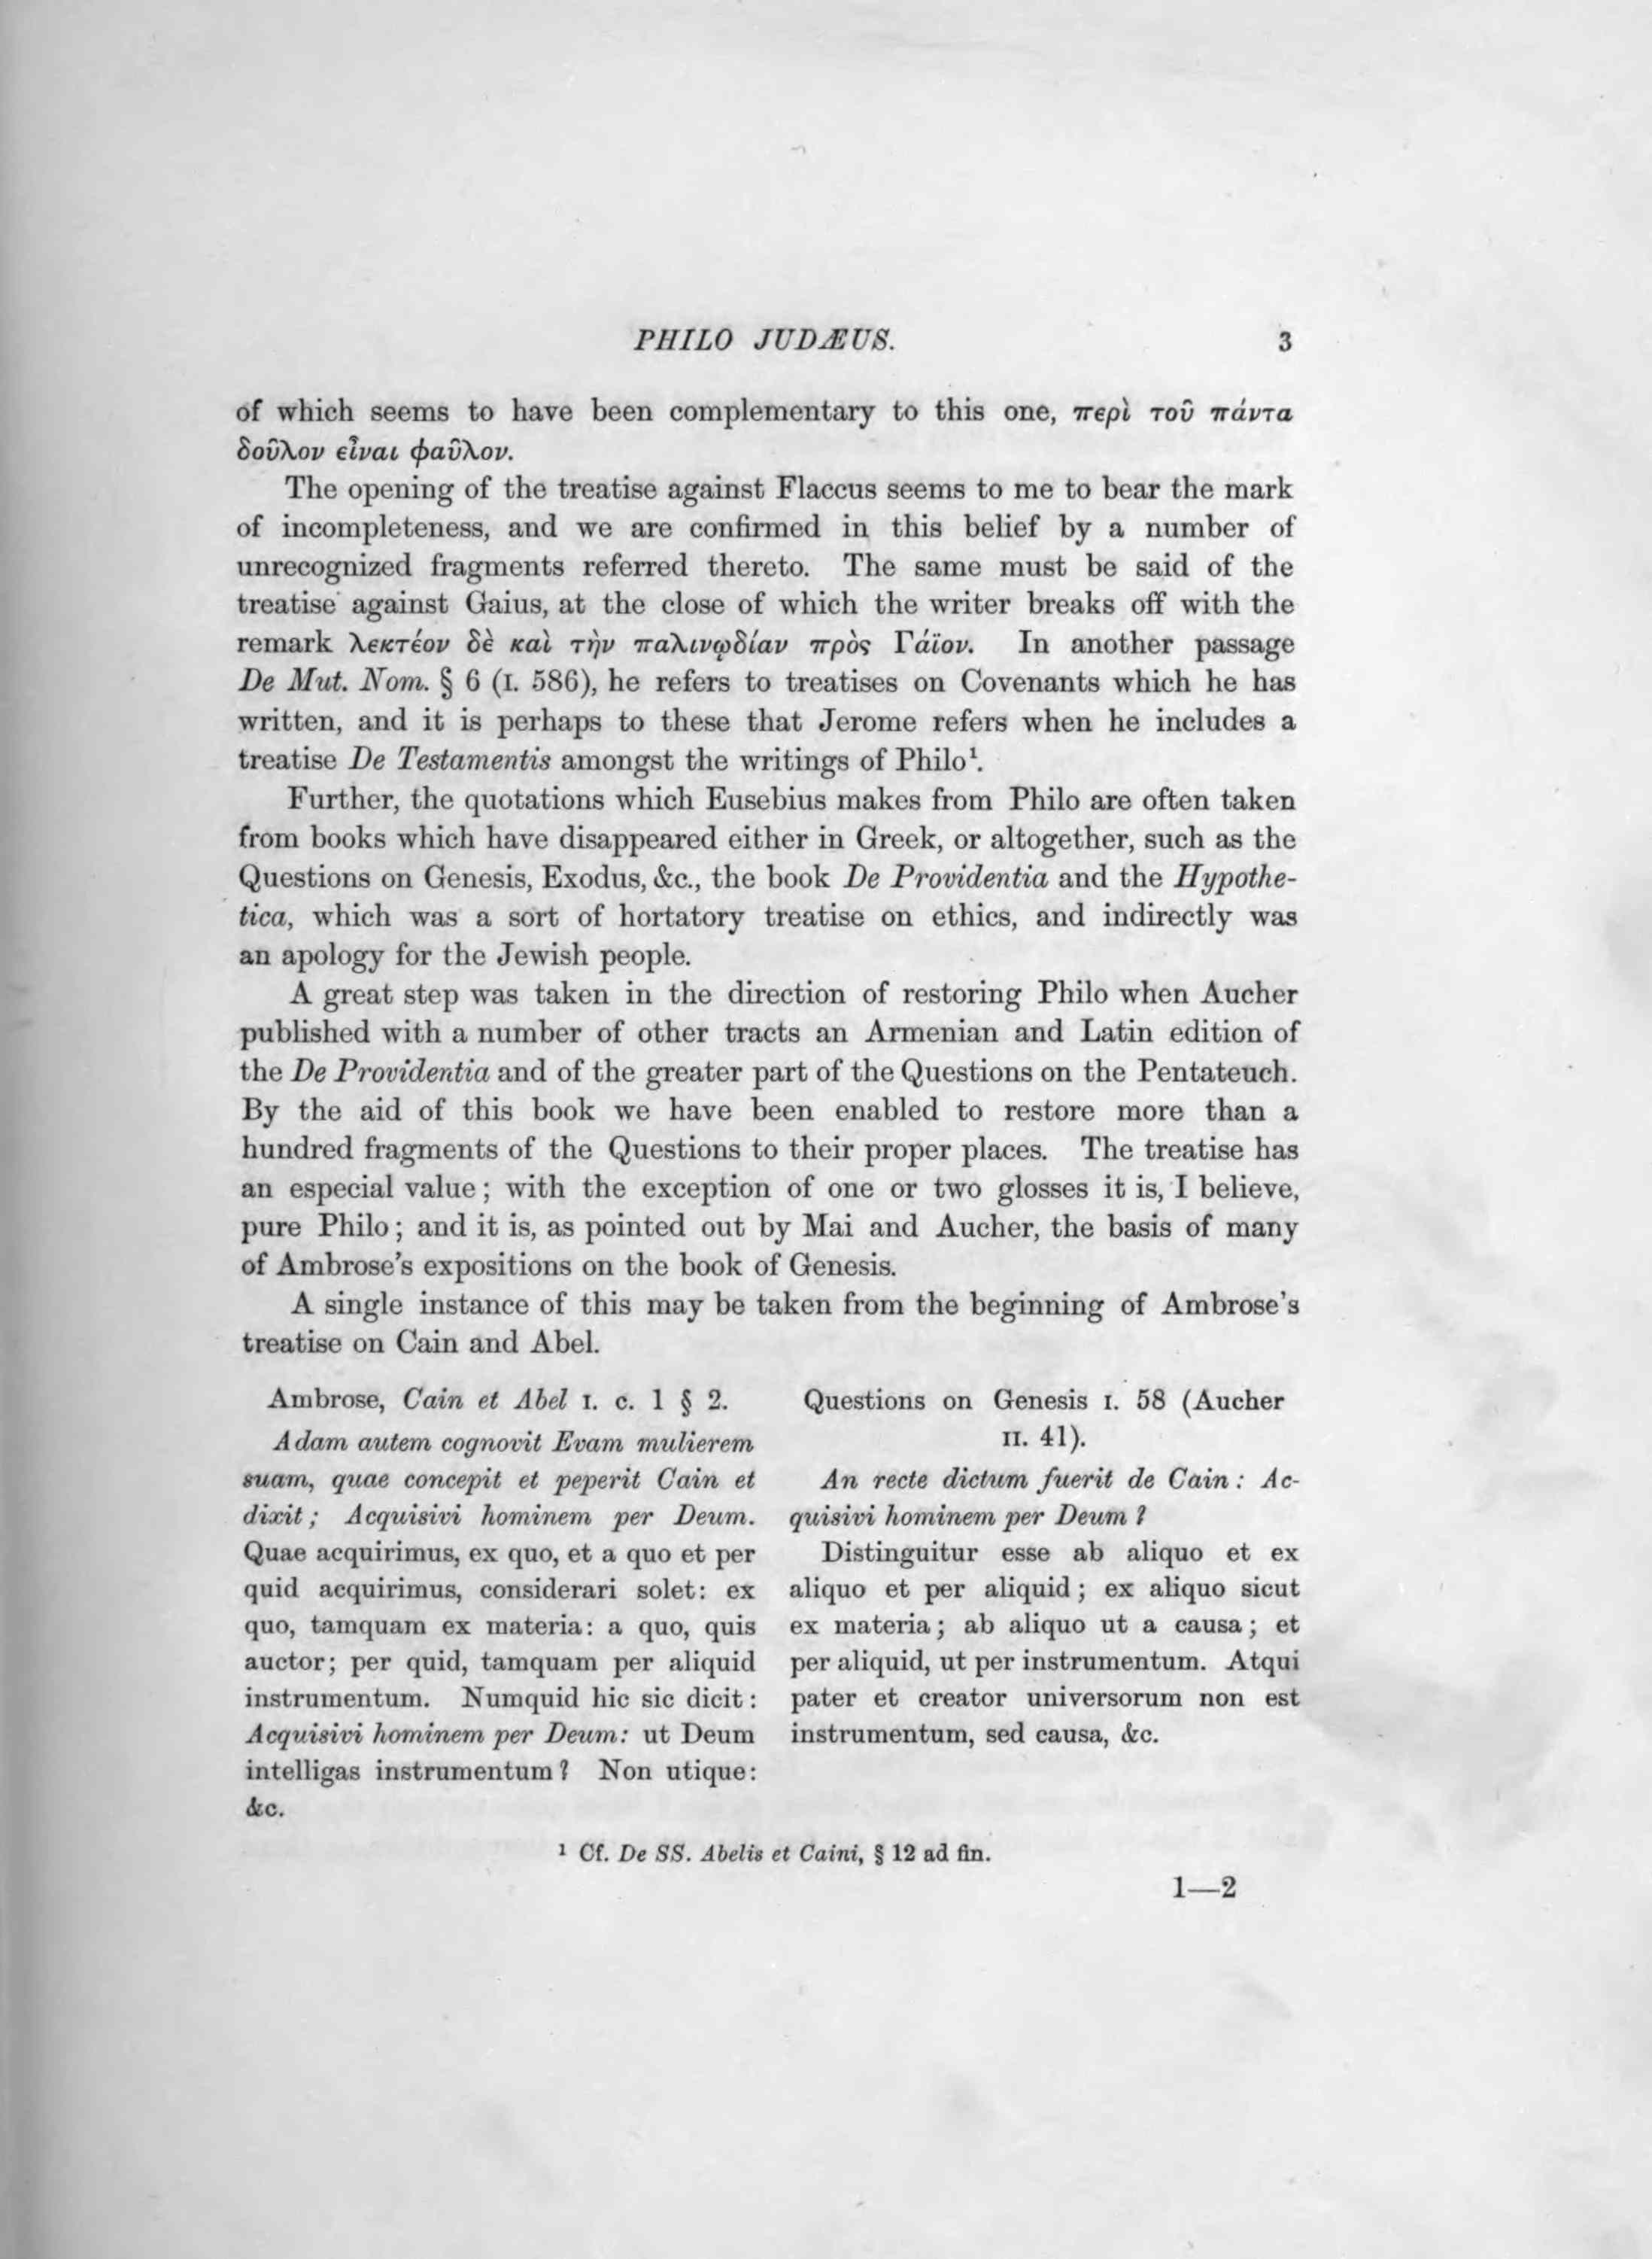 PHILO JUDÆUS. 3
of which seems to have been complementary to this one, περὶ τοῦ πάντα
δοῦλον εἶναι φαῦλον.
The opening of the treatise against Flaccus seems to me to bear the mark
of incompleteness, and we are confirmed in this belief by a number of
unrecognized fragments referred thereto. The same must be said of the
treatise against Gaius, at the close of which the writer breaks off with the
remark λεκτέον δὲ καὶ τὴν παλινῳδίαν πρὸς Γάϊον. In another passage
De Mut. Nom. § 6 (I. 586), he refers to treatises on Covenants which he has
written, and it is perhaps to these that Jerome refers when he includes a
treatise De Testamentis amongst the writings of Philo¹.
Further, the quotations which Eusebius makes from Philo are often taken
from books which have disappeared either in Greek, or altogether, such as the
Questions on Genesis, Exodus, &c., the book De Providentia and the Hypothe-
tica, which was a sort of hortatory treatise on ethics, and indirectly was
an apology for the Jewish people.
A great step was taken in the direction of restoring Philo when Aucher
published with a number of other tracts an Armenian and Latin edition of
the De Providentia and of the greater part of the Questions on the Pentateuch.
By the aid of this book we have been enabled to restore more than a
hundred fragments of the Questions to their proper places. The treatise has
an especial value; with the exception of one or two glosses it is, I believe,
pure Philo; and it is, as pointed out by Mai and Aucher, the basis of many
of Ambrose's expositions on the book of Genesis.
A single instance of this may be taken from the beginning of Ambrose's
treatise on Cain and Abel.
Ambrose, Cain et Abel I. c. 1 § 2.
Adam autem cognovit Evam mulierem
suam, quae concepit et peperit Cain et
dixit; Acquisivi hominem per Deum.
Quae acquirimus, ex quo, et a quo et per
quid acquirimus, considerari solet: ex
quo, tamquam ex materia: a quo, quis
auctor; per quid, tamquam per aliquid
instrumentum. Numquid hic sic dicit:
Acquisivi hominem per Deum: ut Deum
intelligas instrumentum? Non utique:
&c.
Questions on Genesis I. 58 (Aucher
II. 41).
An recte dictum fuerit de Cain: Ac-
quisivi hominem per Deum?
Distinguitur esse ab aliquo et ex
aliquo et per aliquid; ex aliquo sicut
ex materia; ab aliquo ut a causa; et
per aliquid, ut per instrumentum. Atqui
pater et creator universorum non est
instrumentum, sed causa, &c.
¹ Cf. De SS. Abelis et Caini, § 12 ad fin.
1—2